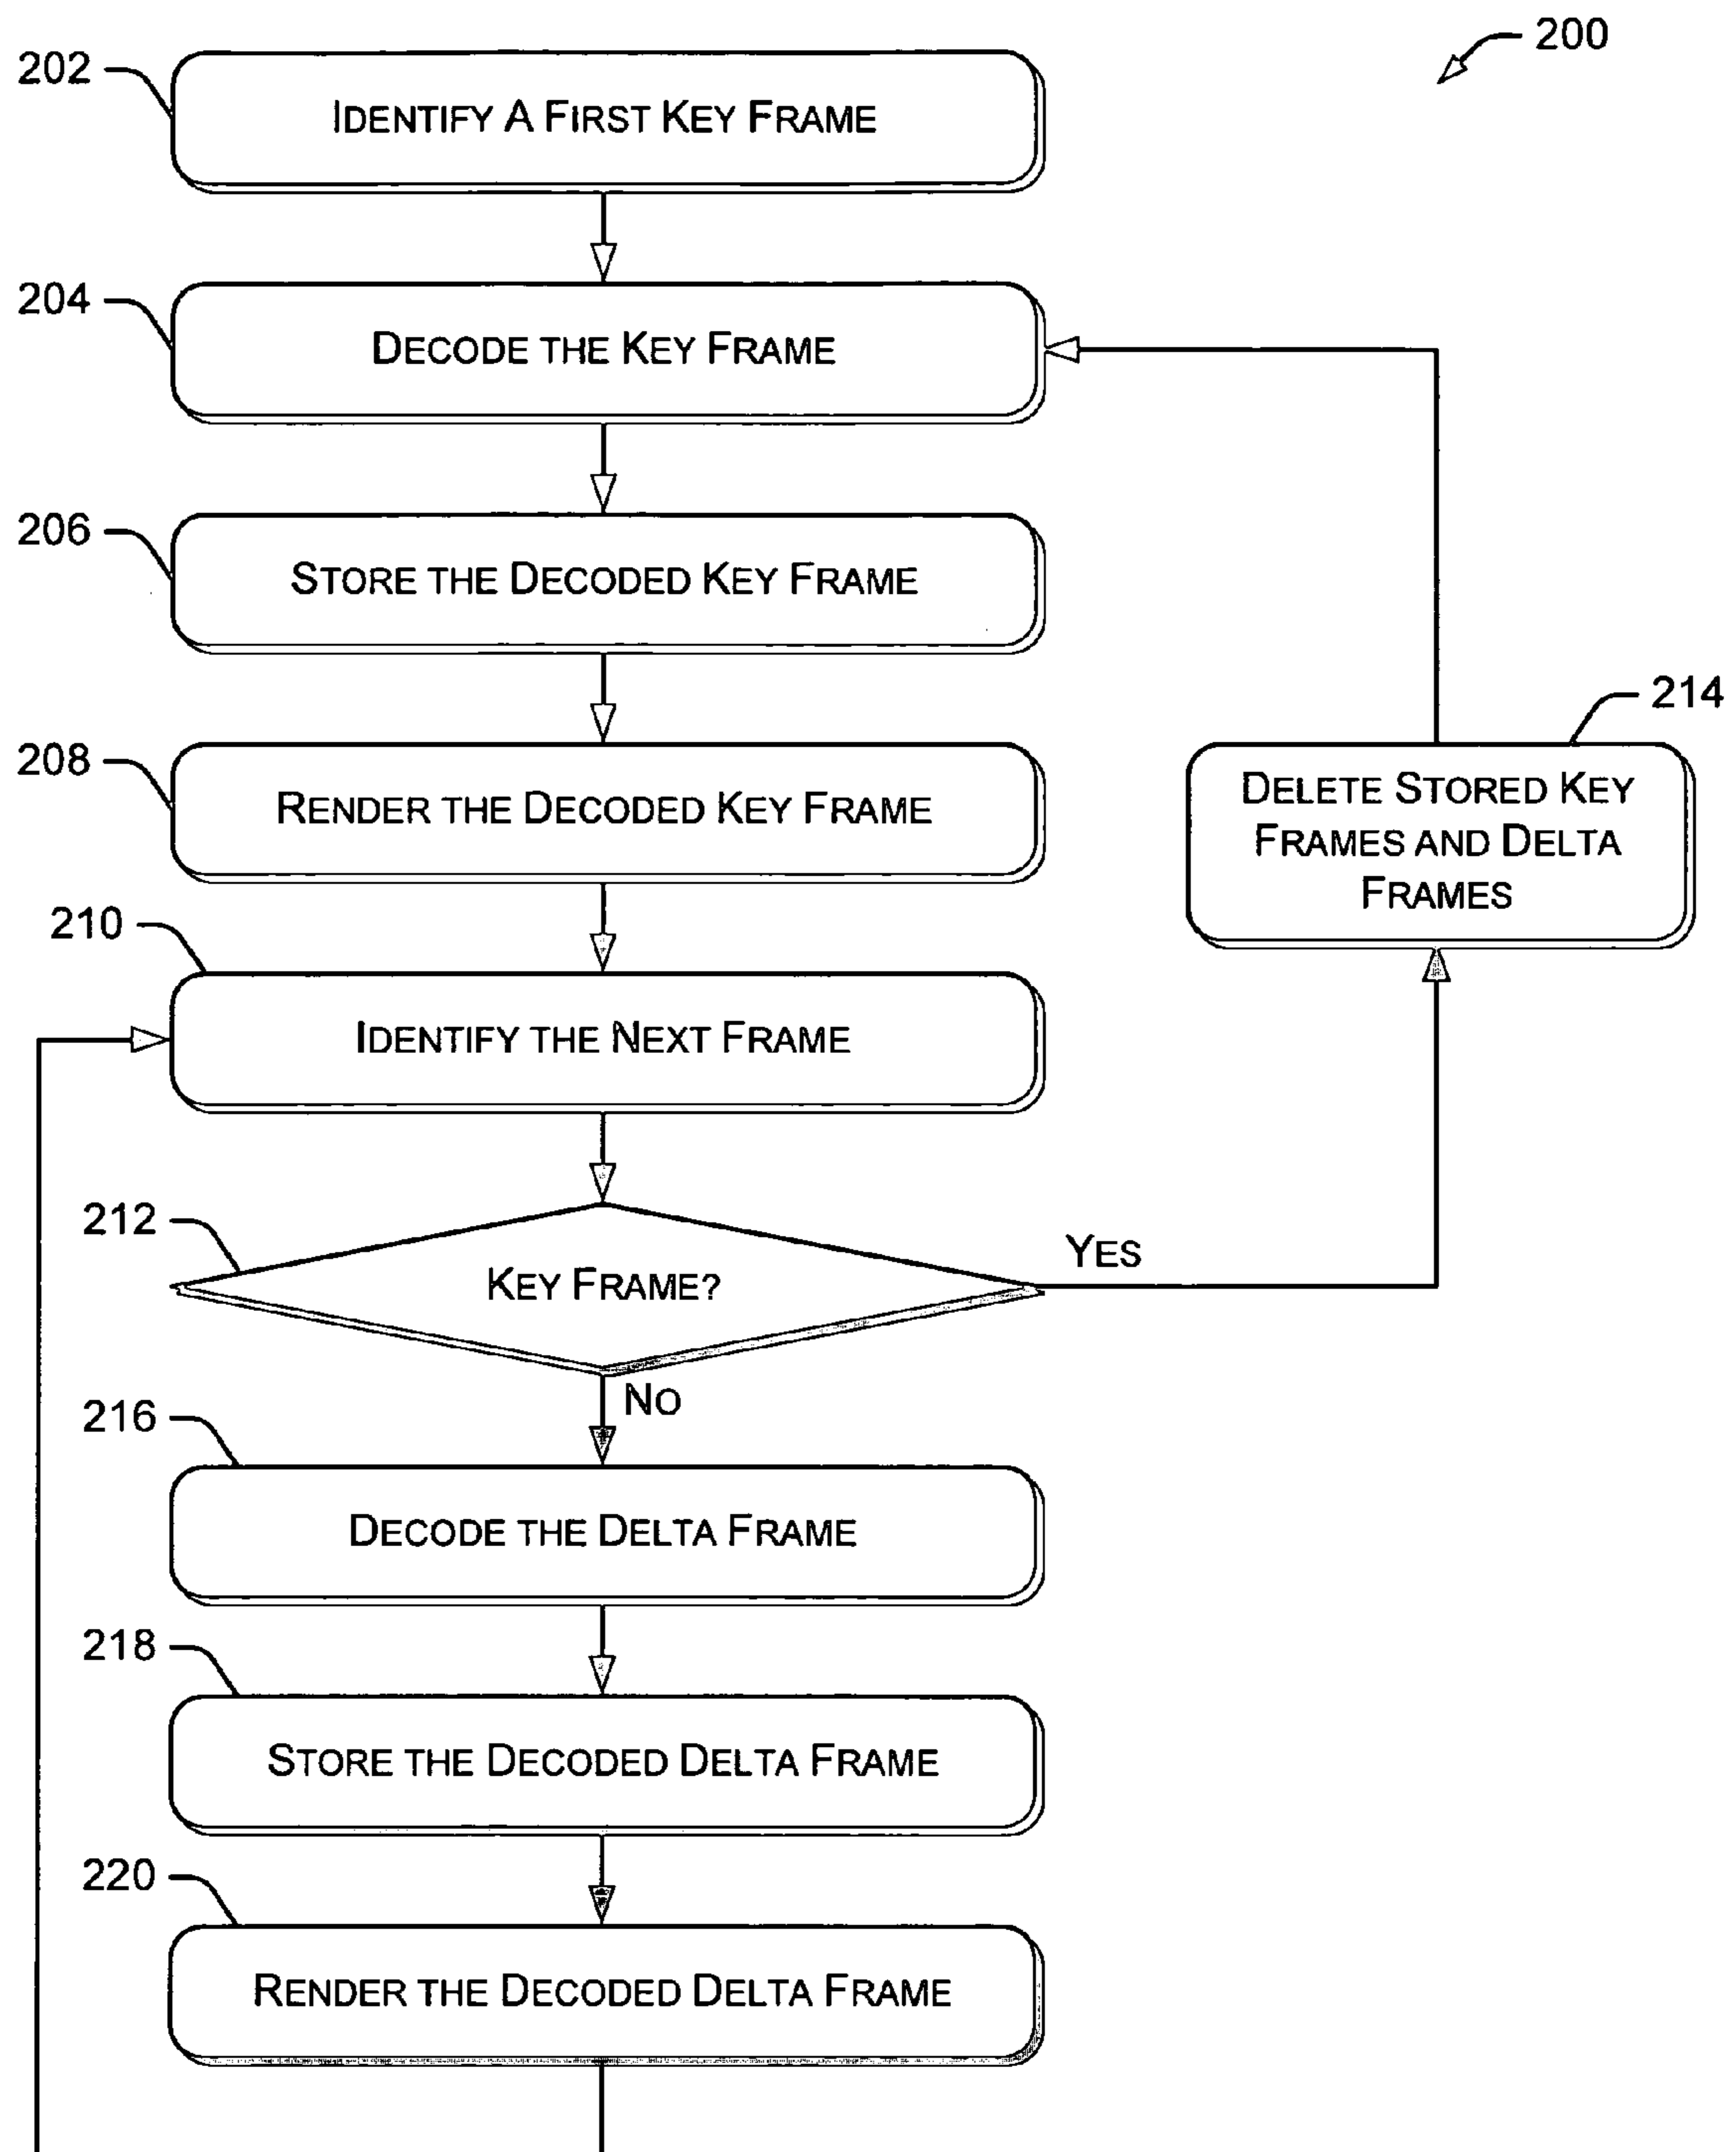 200
202
IDENTIFY A FIRST KEY FRAME
204
DECODE THE KEY FRAME
206
STORE THE DECODED KEY FRAME
214
208
RENDER THE DECODED KEY FRAME
DELETE STORED KEY
FRAMES AND DELTA
FRAMES
210
IDENTIFY THE NEXT FRAME
212
KEY FRAME?
YES
NO
216
DECODE THE DELTA FRAME
218
STORE THE DECODED DELTA FRAME
220
RENDER THE DECODED DELTA FRAME